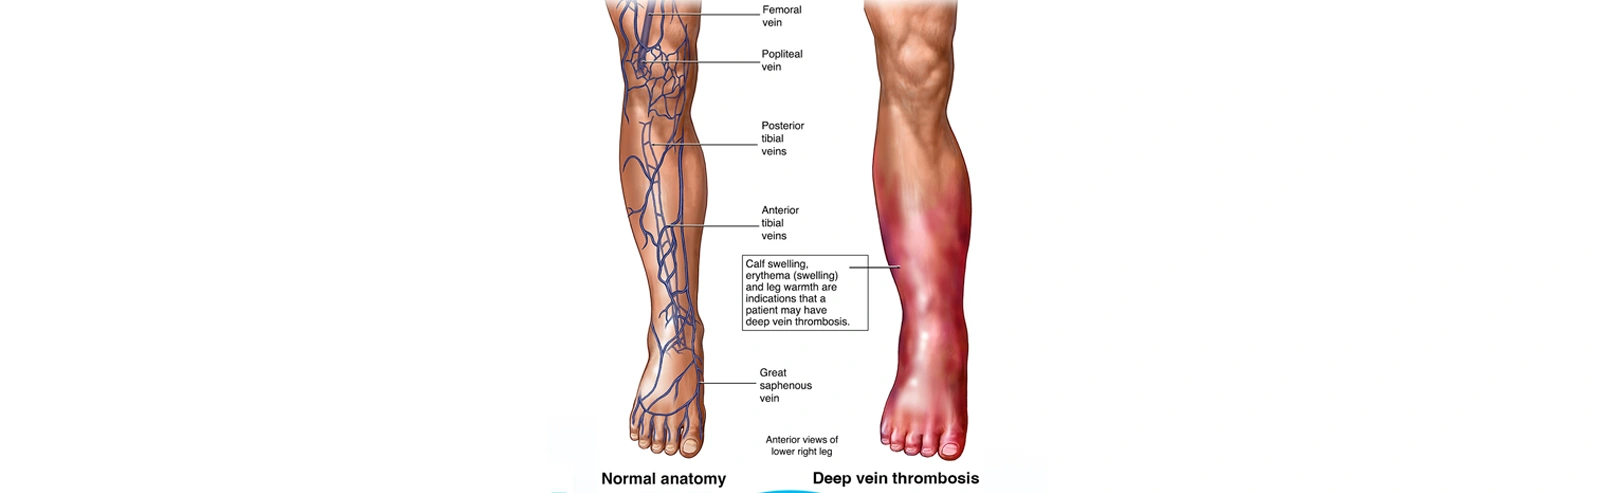 Femoral
vein
Popliteal
vein
Posterior
tibial
veins
Anterior
tibial
veins
Calf swelling,
erythema (swelling)
and leg warmth are
indications that a
patient may have
deep vein thrombosis.
Great
saphenous
vein
Anterior views of
lower right leg
Normal anatomy
Deep vein thrombosis